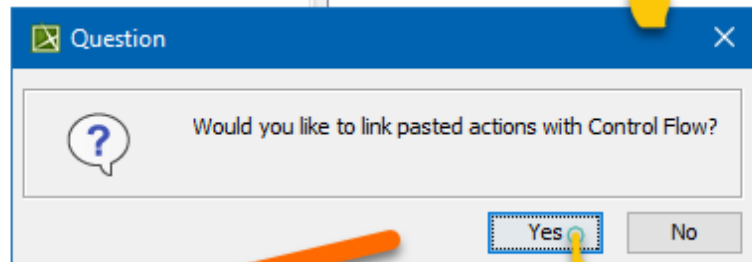 Question
Would you like to link pasted actions with Control Flow?
Yes
No